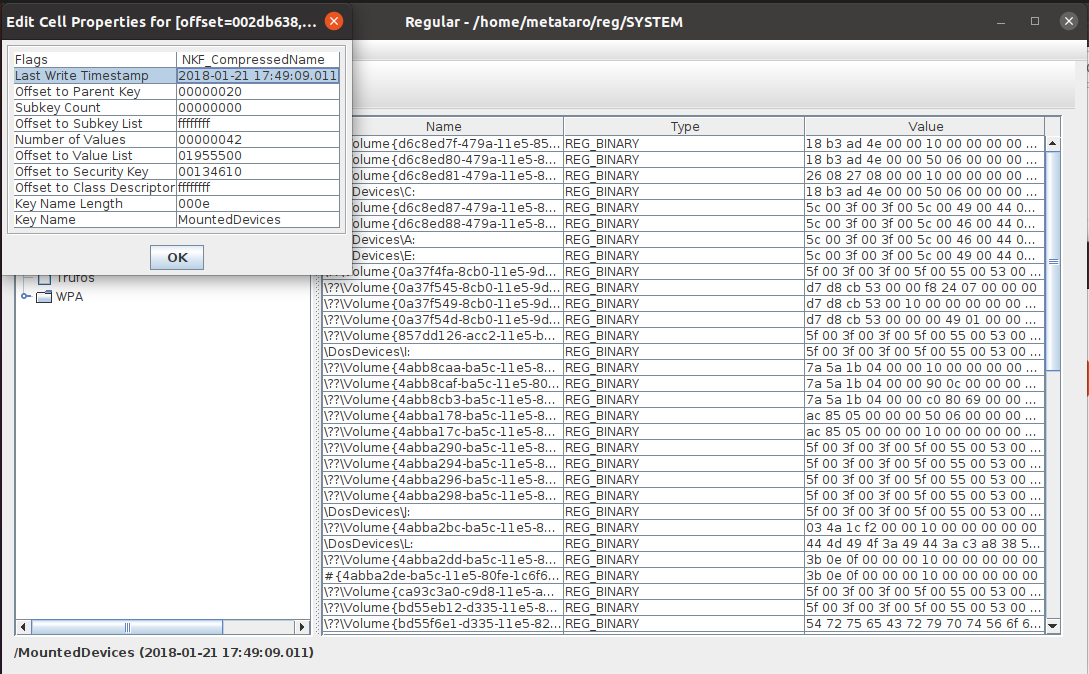 Edit Cell Properties for [offset=002db638,...
Regular - /home/metataro/reg/SYSTEM
Flags NKF_CompressedName
Last Write Timestamp 2018-01-21 17:49:09.011
Offset to Parent Key 00000020
Subkey Count 00000000
Offset to Subkey List ffffffff
Number of Values 00000042
Offset to Value List 01955500
Offset to Security Key 00134610
Offset to Class Descriptor ffffffff
Key Name Length 000e
Key Name MountedDevices
OK
Trufos
WPA
Name Type Value
olume{d6c8ed7f-479a-11e5-85... REG_BINARY 18 b3 ad 4e 00 00 10 00 00 00 00 ...
olume{d6c8ed80-479a-11e5-8... REG_BINARY 18 b3 ad 4e 00 00 50 06 00 00 00 ...
olume{d6c8ed81-479a-11e5-8... REG_BINARY 26 08 27 08 00 00 10 00 00 00 00 ...
Devices\C: REG_BINARY 18 b3 ad 4e 00 00 50 06 00 00 00 ...
olume{d6c8ed87-479a-11e5-8... REG_BINARY 5c 00 3f 00 3f 00 5c 00 49 00 44 0...
olume{d6c8ed88-479a-11e5-8... REG_BINARY 5c 00 3f 00 3f 00 5c 00 46 00 44 0...
Devices\A: REG_BINARY 5c 00 3f 00 3f 00 5c 00 46 00 44 0...
Devices\E: REG_BINARY 5c 00 3f 00 3f 00 5c 00 49 00 44 0...
olume{0a37f4fa-8cb0-11e5-9d... REG_BINARY 5f 00 3f 00 3f 00 5f 00 55 00 53 00 ...
\??\Volume{0a37f545-8cb0-11e5-9d... REG_BINARY d7 d8 cb 53 00 00 f8 24 07 00 00 00
\??\Volume{0a37f549-8cb0-11e5-9d... REG_BINARY d7 d8 cb 53 00 10 00 00 00 00 00 ...
\??\Volume{0a37f54d-8cb0-11e5-9d... REG_BINARY d7 d8 cb 53 00 00 00 49 01 00 00 ...
\??\Volume{857dd126-acc2-11e5-b... REG_BINARY 5f 00 3f 00 3f 00 5f 00 55 00 53 00 ...
\DosDevices\I: REG_BINARY 5f 00 3f 00 3f 00 5f 00 55 00 53 00 ...
\??\Volume{4abb8caa-ba5c-11e5-8... REG_BINARY 7a 5a 1b 04 00 00 10 00 00 00 00 ...
\??\Volume{4abb8caf-ba5c-11e5-80... REG_BINARY 7a 5a 1b 04 00 00 90 0c 00 00 00 ...
\??\Volume{4abb8cb3-ba5c-11e5-8... REG_BINARY 7a 5a 1b 04 00 00 c0 80 69 00 00 ...
\??\Volume{4abba178-ba5c-11e5-8... REG_BINARY ac 85 05 00 00 00 50 06 00 00 00 ...
\??\Volume{4abba17c-ba5c-11e5-8... REG_BINARY ac 85 05 00 00 00 10 00 00 00 00 ...
\??\Volume{4abba290-ba5c-11e5-8... REG_BINARY 5f 00 3f 00 3f 00 5f 00 55 00 53 00 ...
\??\Volume{4abba294-ba5c-11e5-8... REG_BINARY 5f 00 3f 00 3f 00 5f 00 55 00 53 00 ...
\??\Volume{4abba296-ba5c-11e5-8... REG_BINARY 5f 00 3f 00 3f 00 5f 00 55 00 53 00 ...
\??\Volume{4abba298-ba5c-11e5-8... REG_BINARY 5f 00 3f 00 3f 00 5f 00 55 00 53 00 ...
\DosDevices\J: REG_BINARY 5f 00 3f 00 3f 00 5f 00 55 00 53 00 ...
\??\Volume{4abba2bc-ba5c-11e5-8... REG_BINARY 03 4a 1c f2 00 00 10 00 00 00 00 00
\DosDevices\L: REG_BINARY 44 4d 49 4f 3a 49 44 3a c3 a8 38 5...
\??\Volume{4abba2dd-ba5c-11e5-8... REG_BINARY 3b 0e 0f 00 00 00 10 00 00 00 00 00
#{4abba2de-ba5c-11e5-80fe-1c6f6... REG_BINARY 3b 0e 0f 00 00 00 10 00 00 00 00 00
\??\Volume{ca93c3a0-c9d8-11e5-a... REG_BINARY 5f 00 3f 00 3f 00 5f 00 55 00 53 00 ...
\??\Volume{bd55eb12-d335-11e5-8... REG_BINARY 5f 00 3f 00 3f 00 5f 00 55 00 53 00 ...
\??\Volume{bd55f6e1-d335-11e5-82... REG_BINARY 54 72 75 65 43 72 79 70 74 56 6f 6...
/MountedDevices (2018-01-21 17:49:09.011)